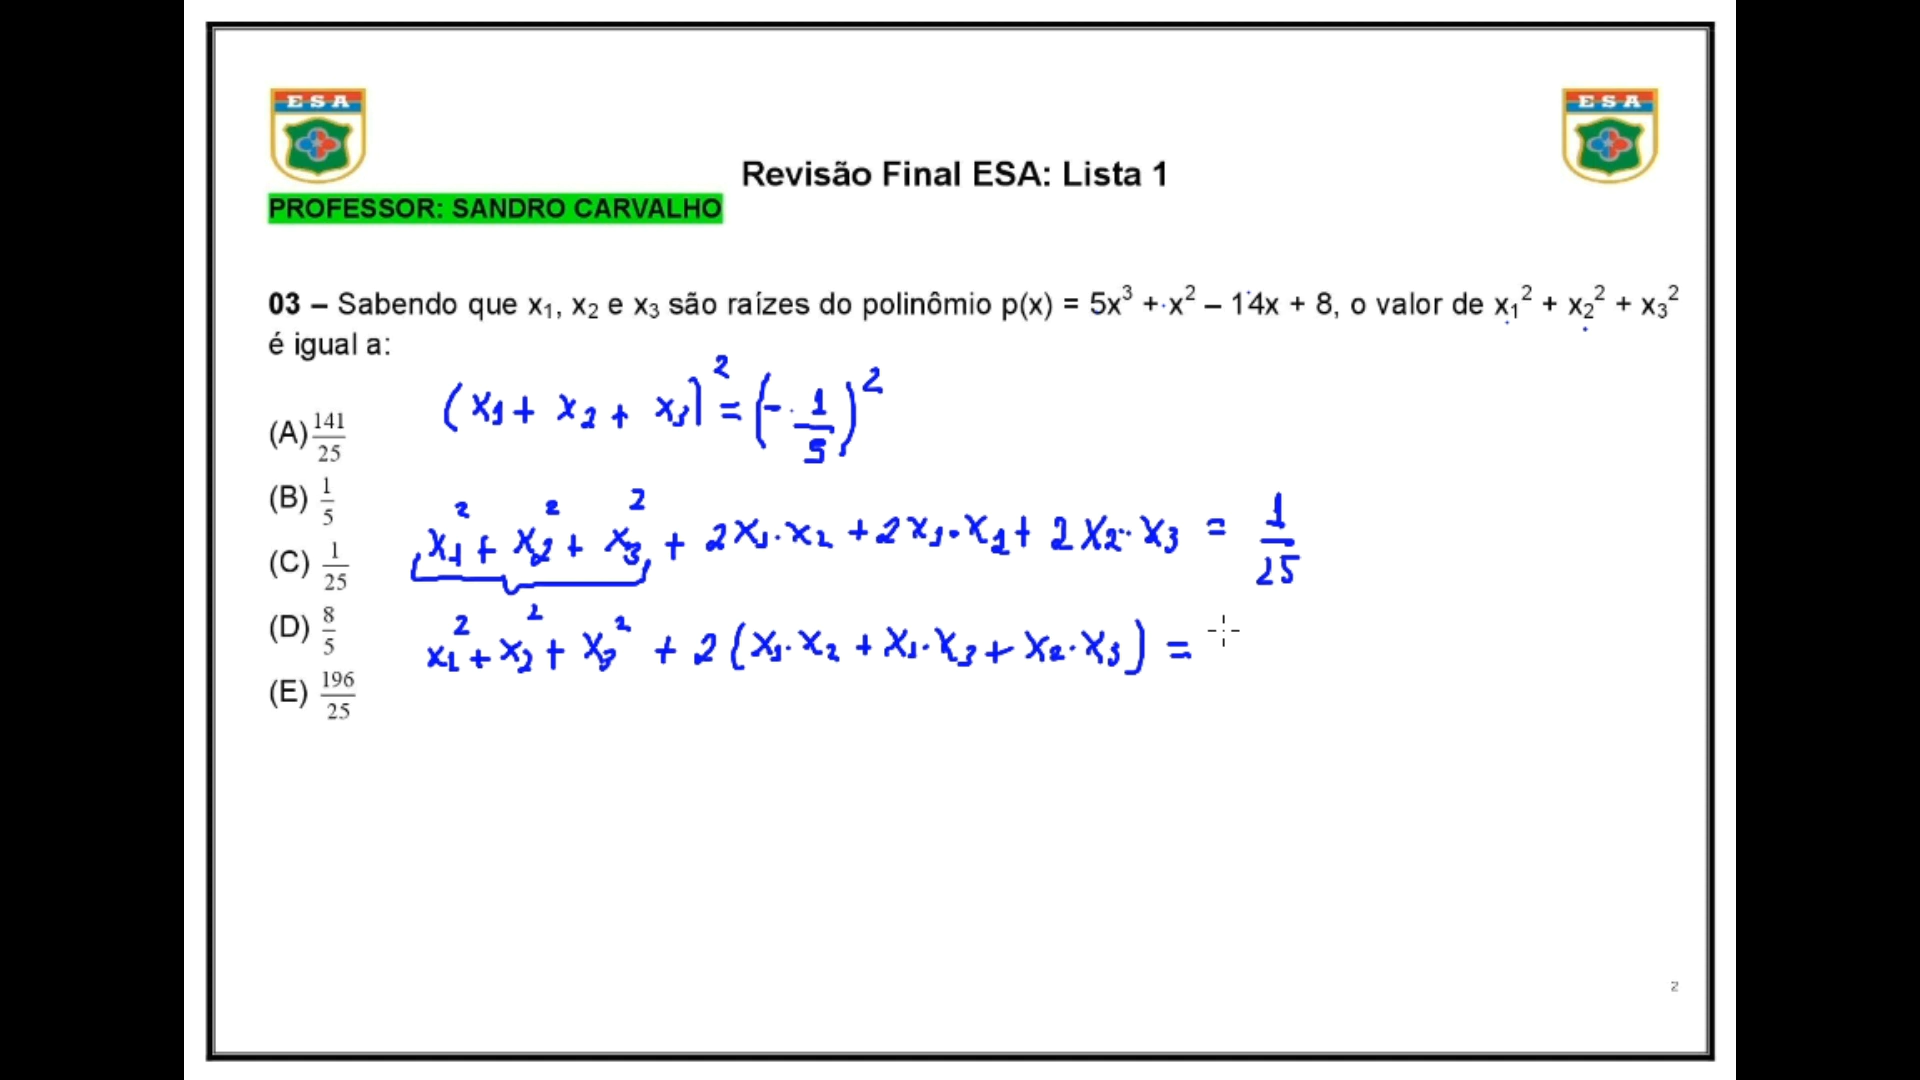 ESA
ESA
Revisão Final ESA: Lista 1
PROFESSOR: SANDRO CARVALHO
03 – Sabendo que x₁, x₂ e x₃ são raízes do polinômio p(x) = 5x³ + x² – 14x + 8, o valor de x₁² + x₂² + x₃²
é igual a:
(x₁ + x₂ + x₃)² = (- 1/5)²
(A) 141/25
(B) 1/5
x₁² + x₂² + x₃² + 2x₁·x₂ + 2x₁·x₂ + 2x₂·x₃ = 1/25
(C) 1/25
(D) 8/5
x₁² + x₂² + x₃² + 2(x₁·x₂ + x₁·x₃ + x₂·x₃) =
(E) 196/25
2